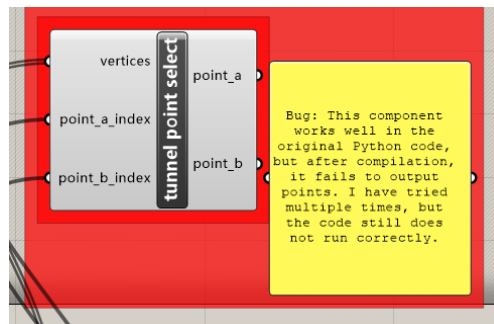 vertices
point_a_index
point_b_index
tunnel point select
point_a
point_b
Bug: This component
works well in the
original Python code,
but after compilation,
it fails to output
points. I have tried
multiple times, but
the code still does
not run correctly.